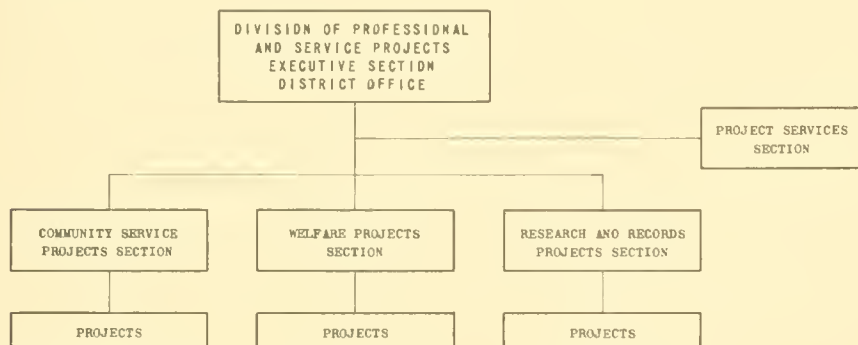 DIVISION OF PROFESSIONAL
AND SERVICE PROJECTS
EXECUTIVE SECTION
DISTRICT OFFICE
PROJECT SERVICES
SECTION
COMMUNITY SERVICE
PROJECTS SECTION
WELFARE PROJECTS
SECTION
RESEARCH AND RECORDS
PROJECTS SECTION
PROJECTS
PROJECTS
PROJECTS